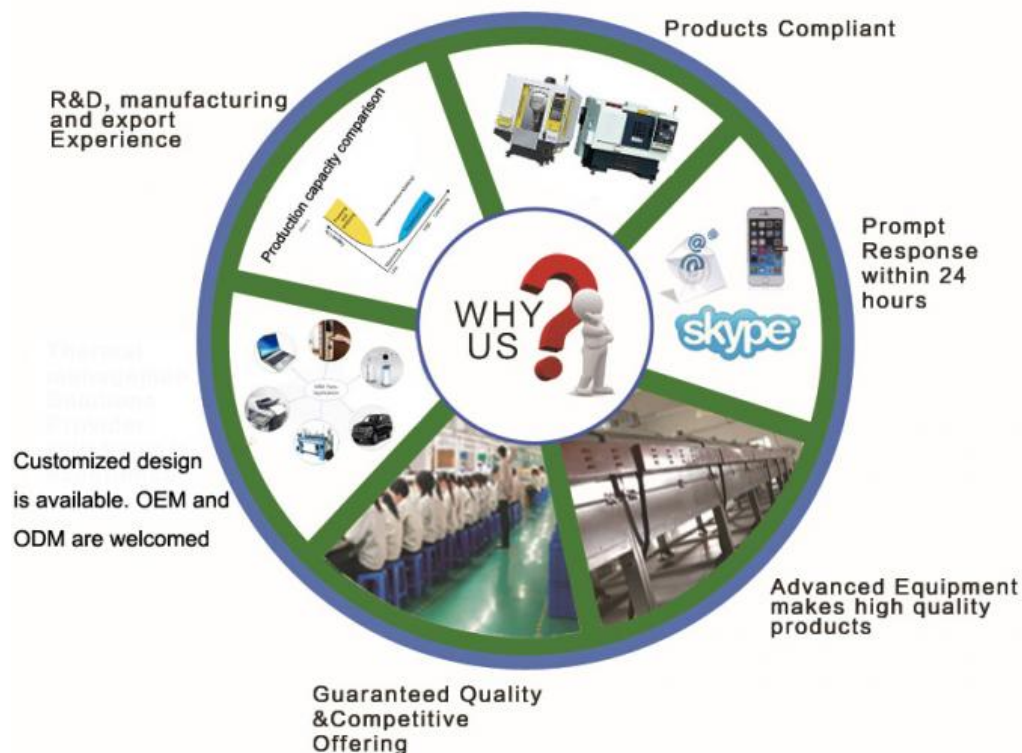 Products Compliant
R&D, manufacturing
and export
Experience
Production capacity comparison
Prompt
Response
within 24
hours
skype
WHY
US
Customized design
is available. OEM and
ODM are welcomed
Advanced Equipment
makes high quality
products
Guaranteed Quality
&Competitive
Offering